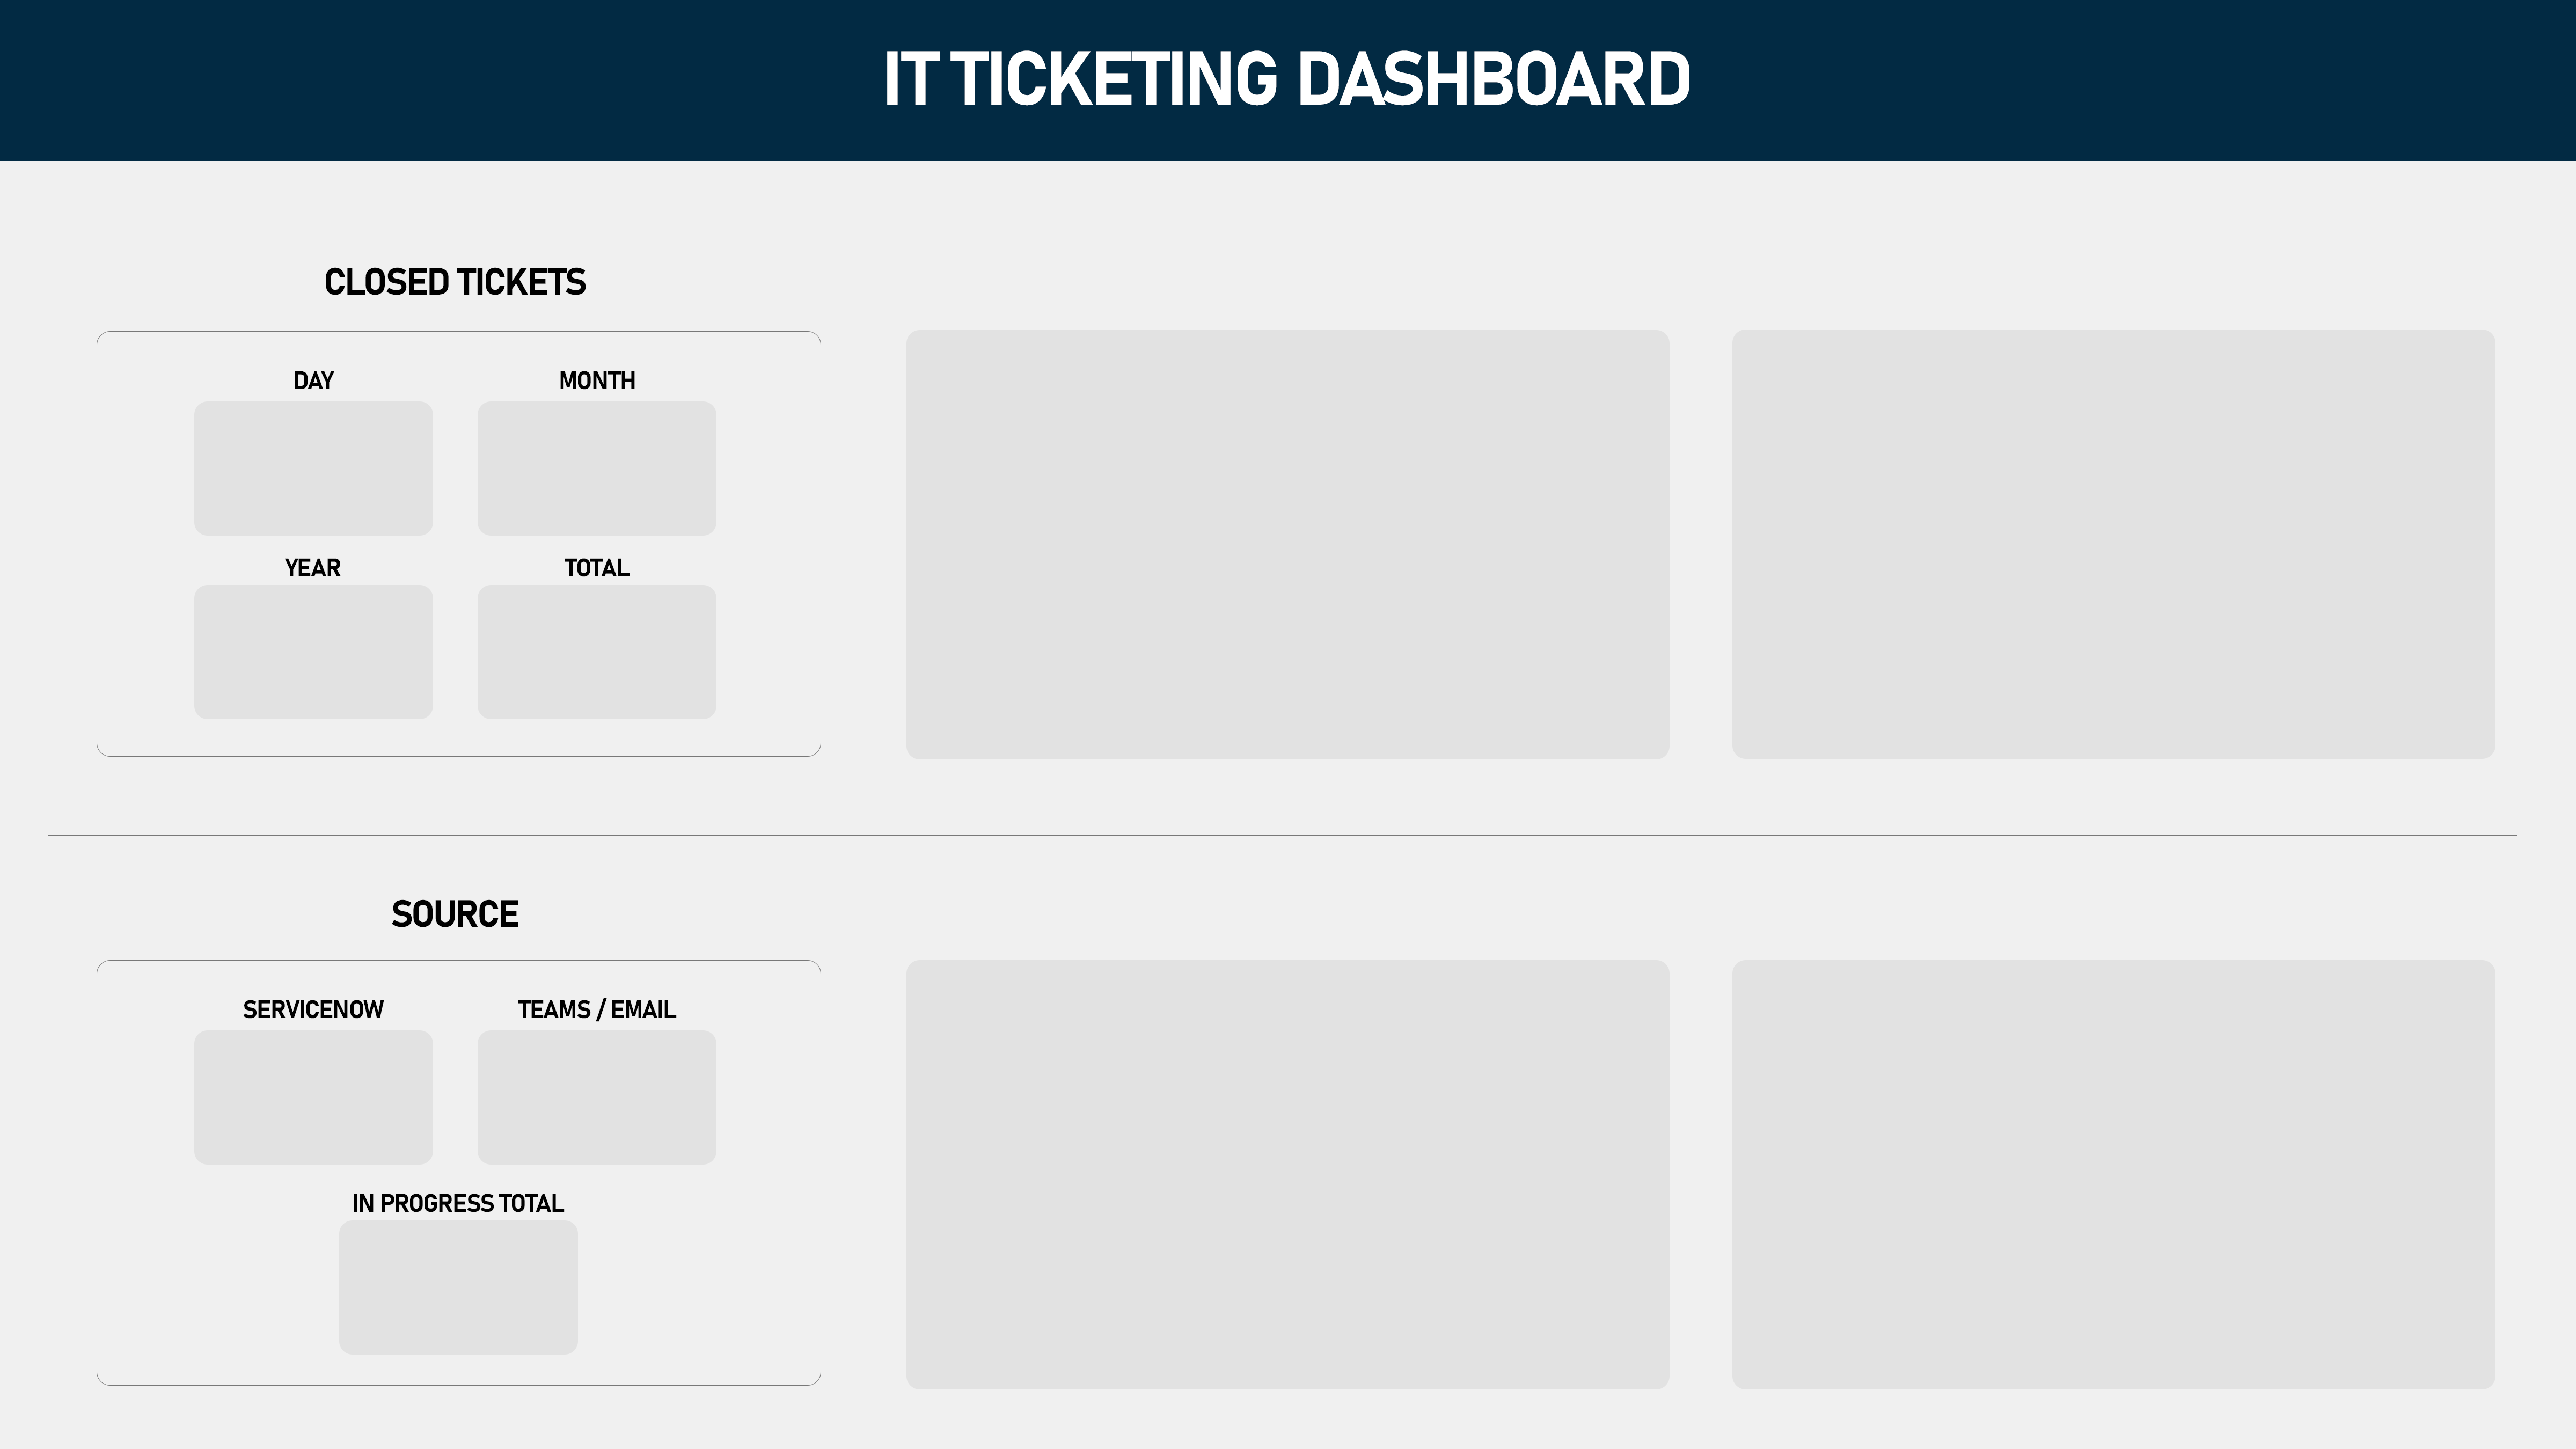 IT TICKETING DASHBOARD
CLOSED TICKETS
DAY
MONTH
YEAR
TOTAL
SOURCE
SERVICENOW
TEAMS / EMAIL
IN PROGRESS TOTAL